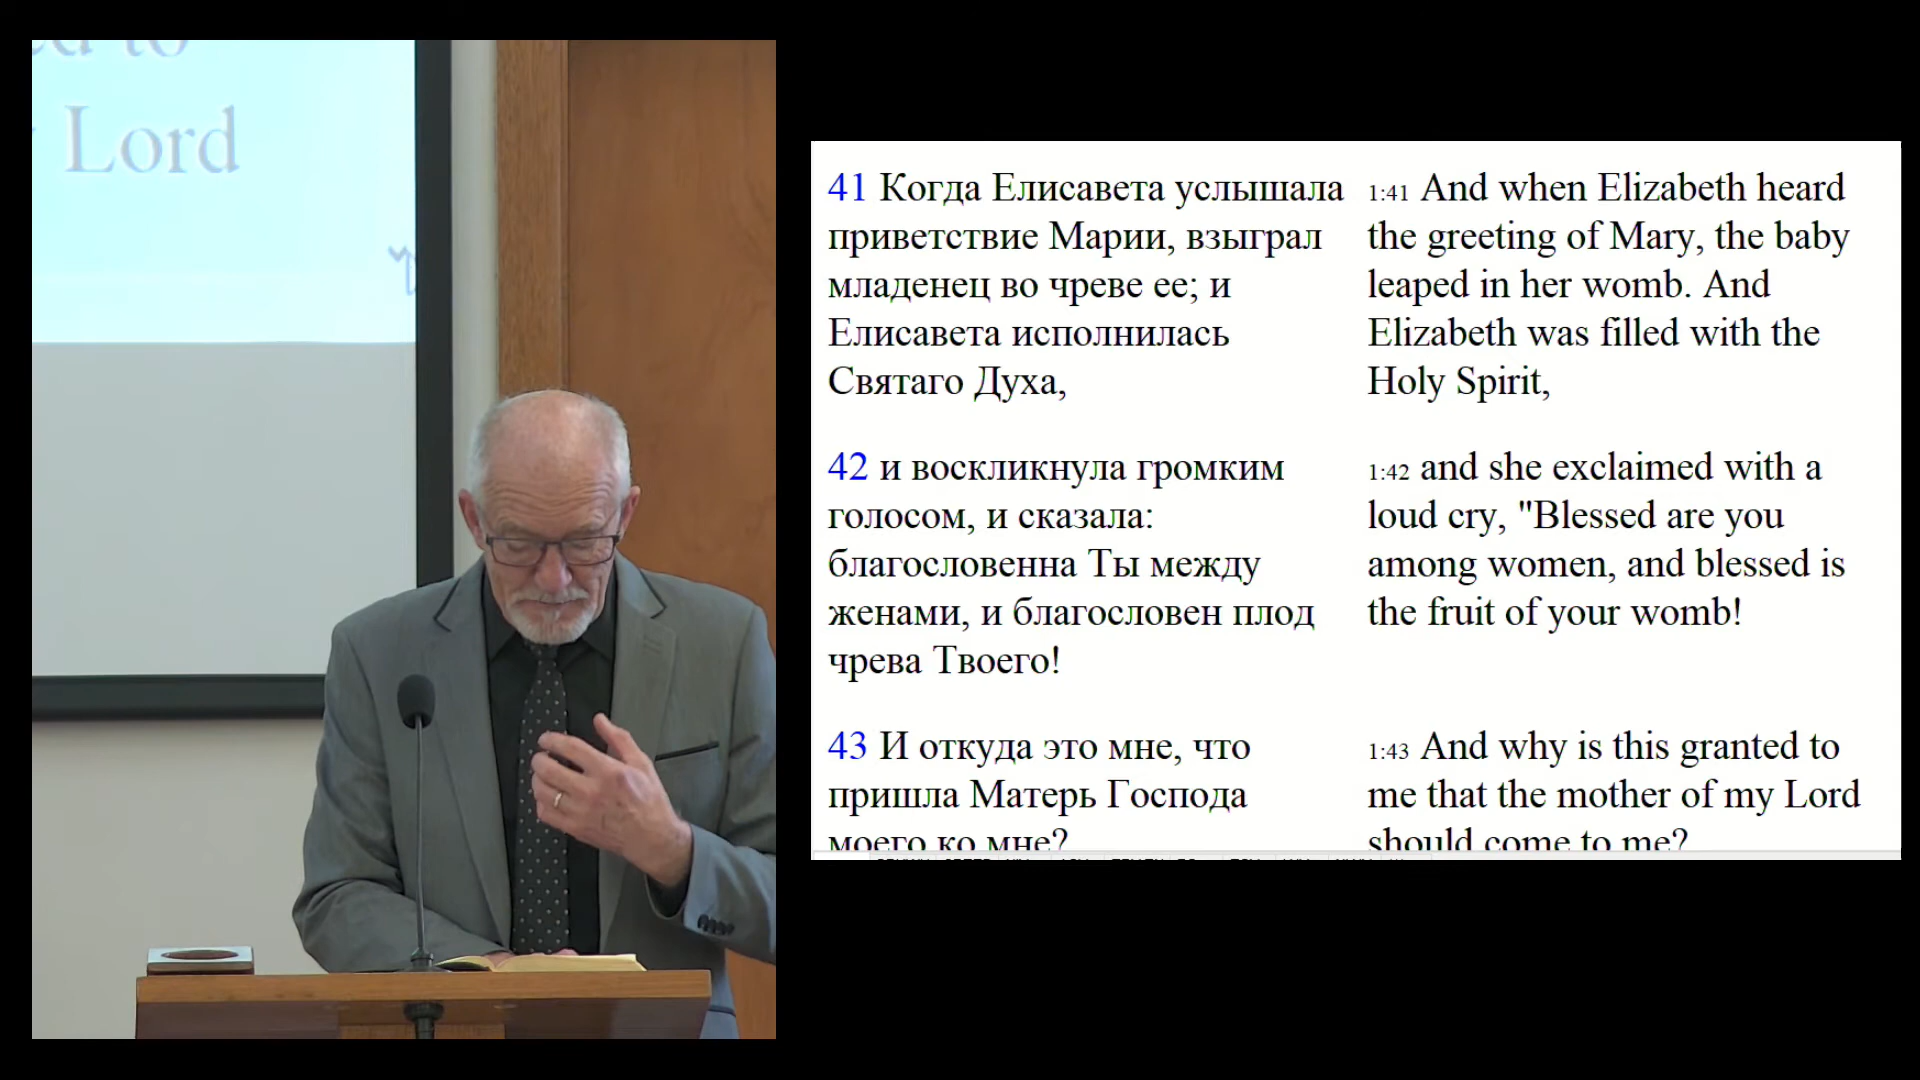 ed to
Lord
41 Когда Елисавета услышала
приветствие Марии, взыграл
младенец во чреве ее; и
Елисавета исполнилась
Святаго Духа,
42 и воскликнула громким
голосом, и сказала:
благословенна Ты между
женами, и благословен плод
чрева Твоего!
43 И откуда это мне, что
пришла Матерь Господа
моего ко мне?
1:41 And when Elizabeth heard
the greeting of Mary, the baby
leaped in her womb. And
Elizabeth was filled with the
Holy Spirit,
1:42 and she exclaimed with a
loud cry, "Blessed are you
among women, and blessed is
the fruit of your womb!
1:43 And why is this granted to
me that the mother of my Lord
should come to me?